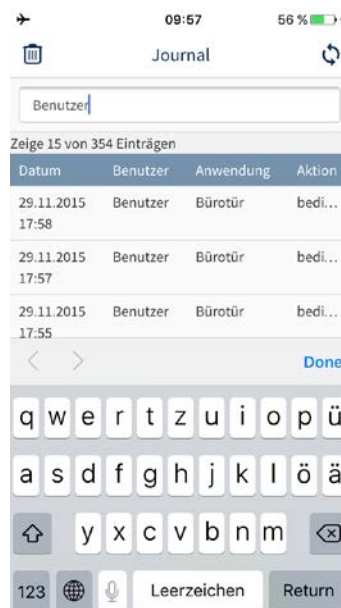 09:57 56 %
Journal
Benutzer
Zeige 15 von 354 Einträgen
Datum Benutzer Anwendung Aktion
29.11.2015 Benutzer Bürotür bedi...
17:58
29.11.2015 Benutzer Bürotür bedi...
17:57
29.11.2015 Benutzer Bürotür bedi...
17:55
Done
q w e r t z u i o p ü
a s d f g h j k l ö ä
y x c v b n m
123 Leerzeichen Return